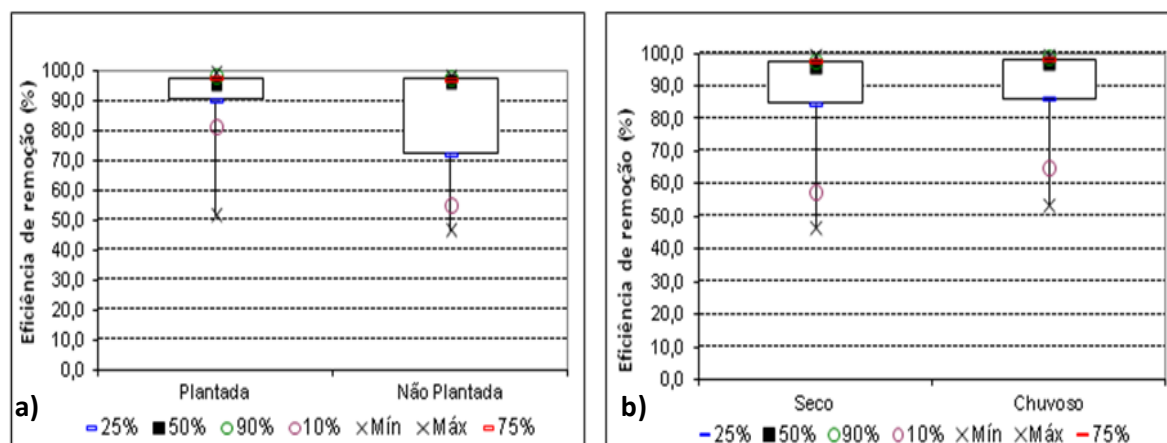 Eficiência de remoção (%)
100,0
90,0
80,0
70,0
60,0
50,0
40,0
30,0
20,0
10,0
0,0
Plantada Não Plantada
a)
25% 50% 90% 10% Mín Máx 75%
Eficiência de remoção (%)
100,0
90,0
80,0
70,0
60,0
50,0
40,0
30,0
20,0
10,0
0,0
Seco Chuvoso
b)
25% 50% 90% 10% Mín Máx 75%